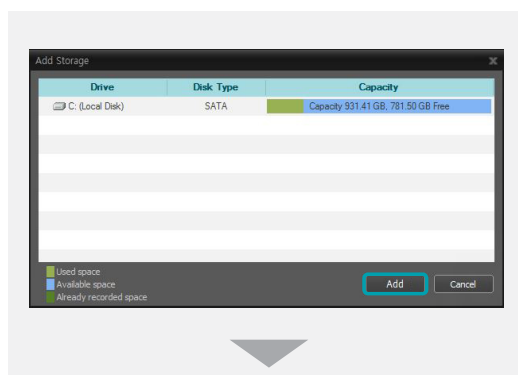 Add Storage
Drive Disk Type Capacity
C: (Local Disk) SATA Capacity 931.41 GB, 781.50 GB Free
Used space
Available space
Already recorded space
Add Cancel